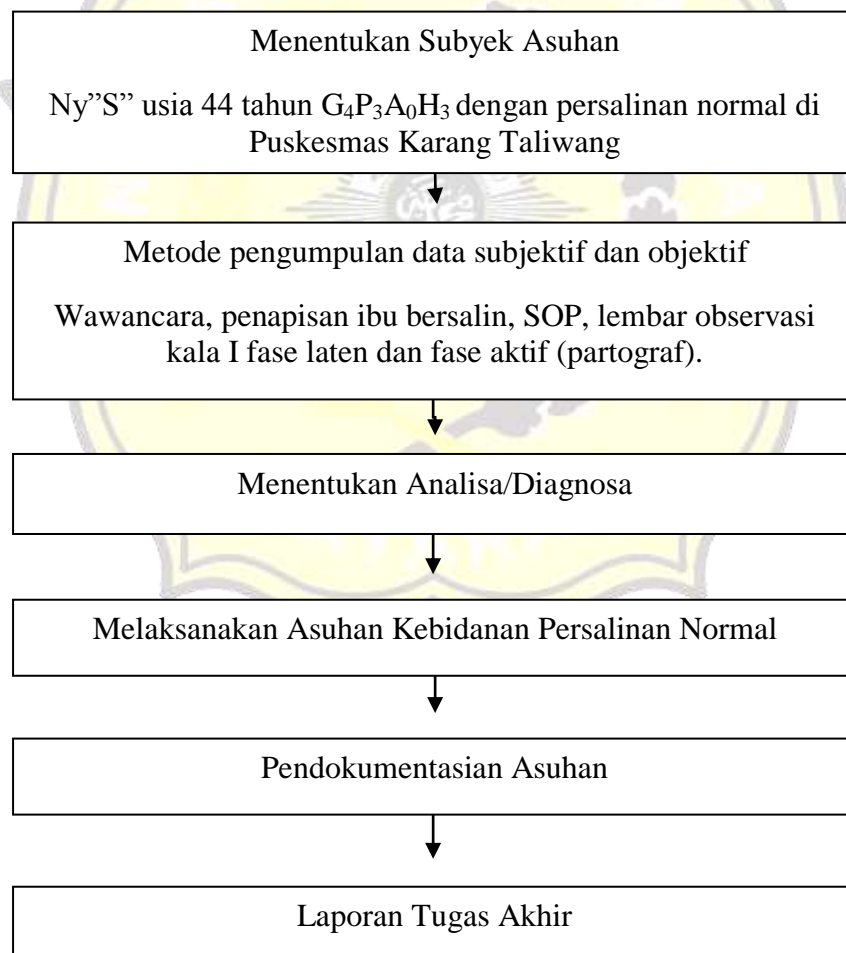 Menentukan Subyek Asuhan
Ny”S” usia 44 tahun G₄P₃A₀H₃ dengan persalinan normal di
Puskesmas Karang Taliwang
Metode pengumpulan data subjektif dan objektif
Wawancara, penapisan ibu bersalin, SOP, lembar observasi
kala I fase laten dan fase aktif (partograf).
Menentukan Analisa/Diagnosa
Melaksanakan Asuhan Kebidanan Persalinan Normal
Pendokumentasian Asuhan
Laporan Tugas Akhir